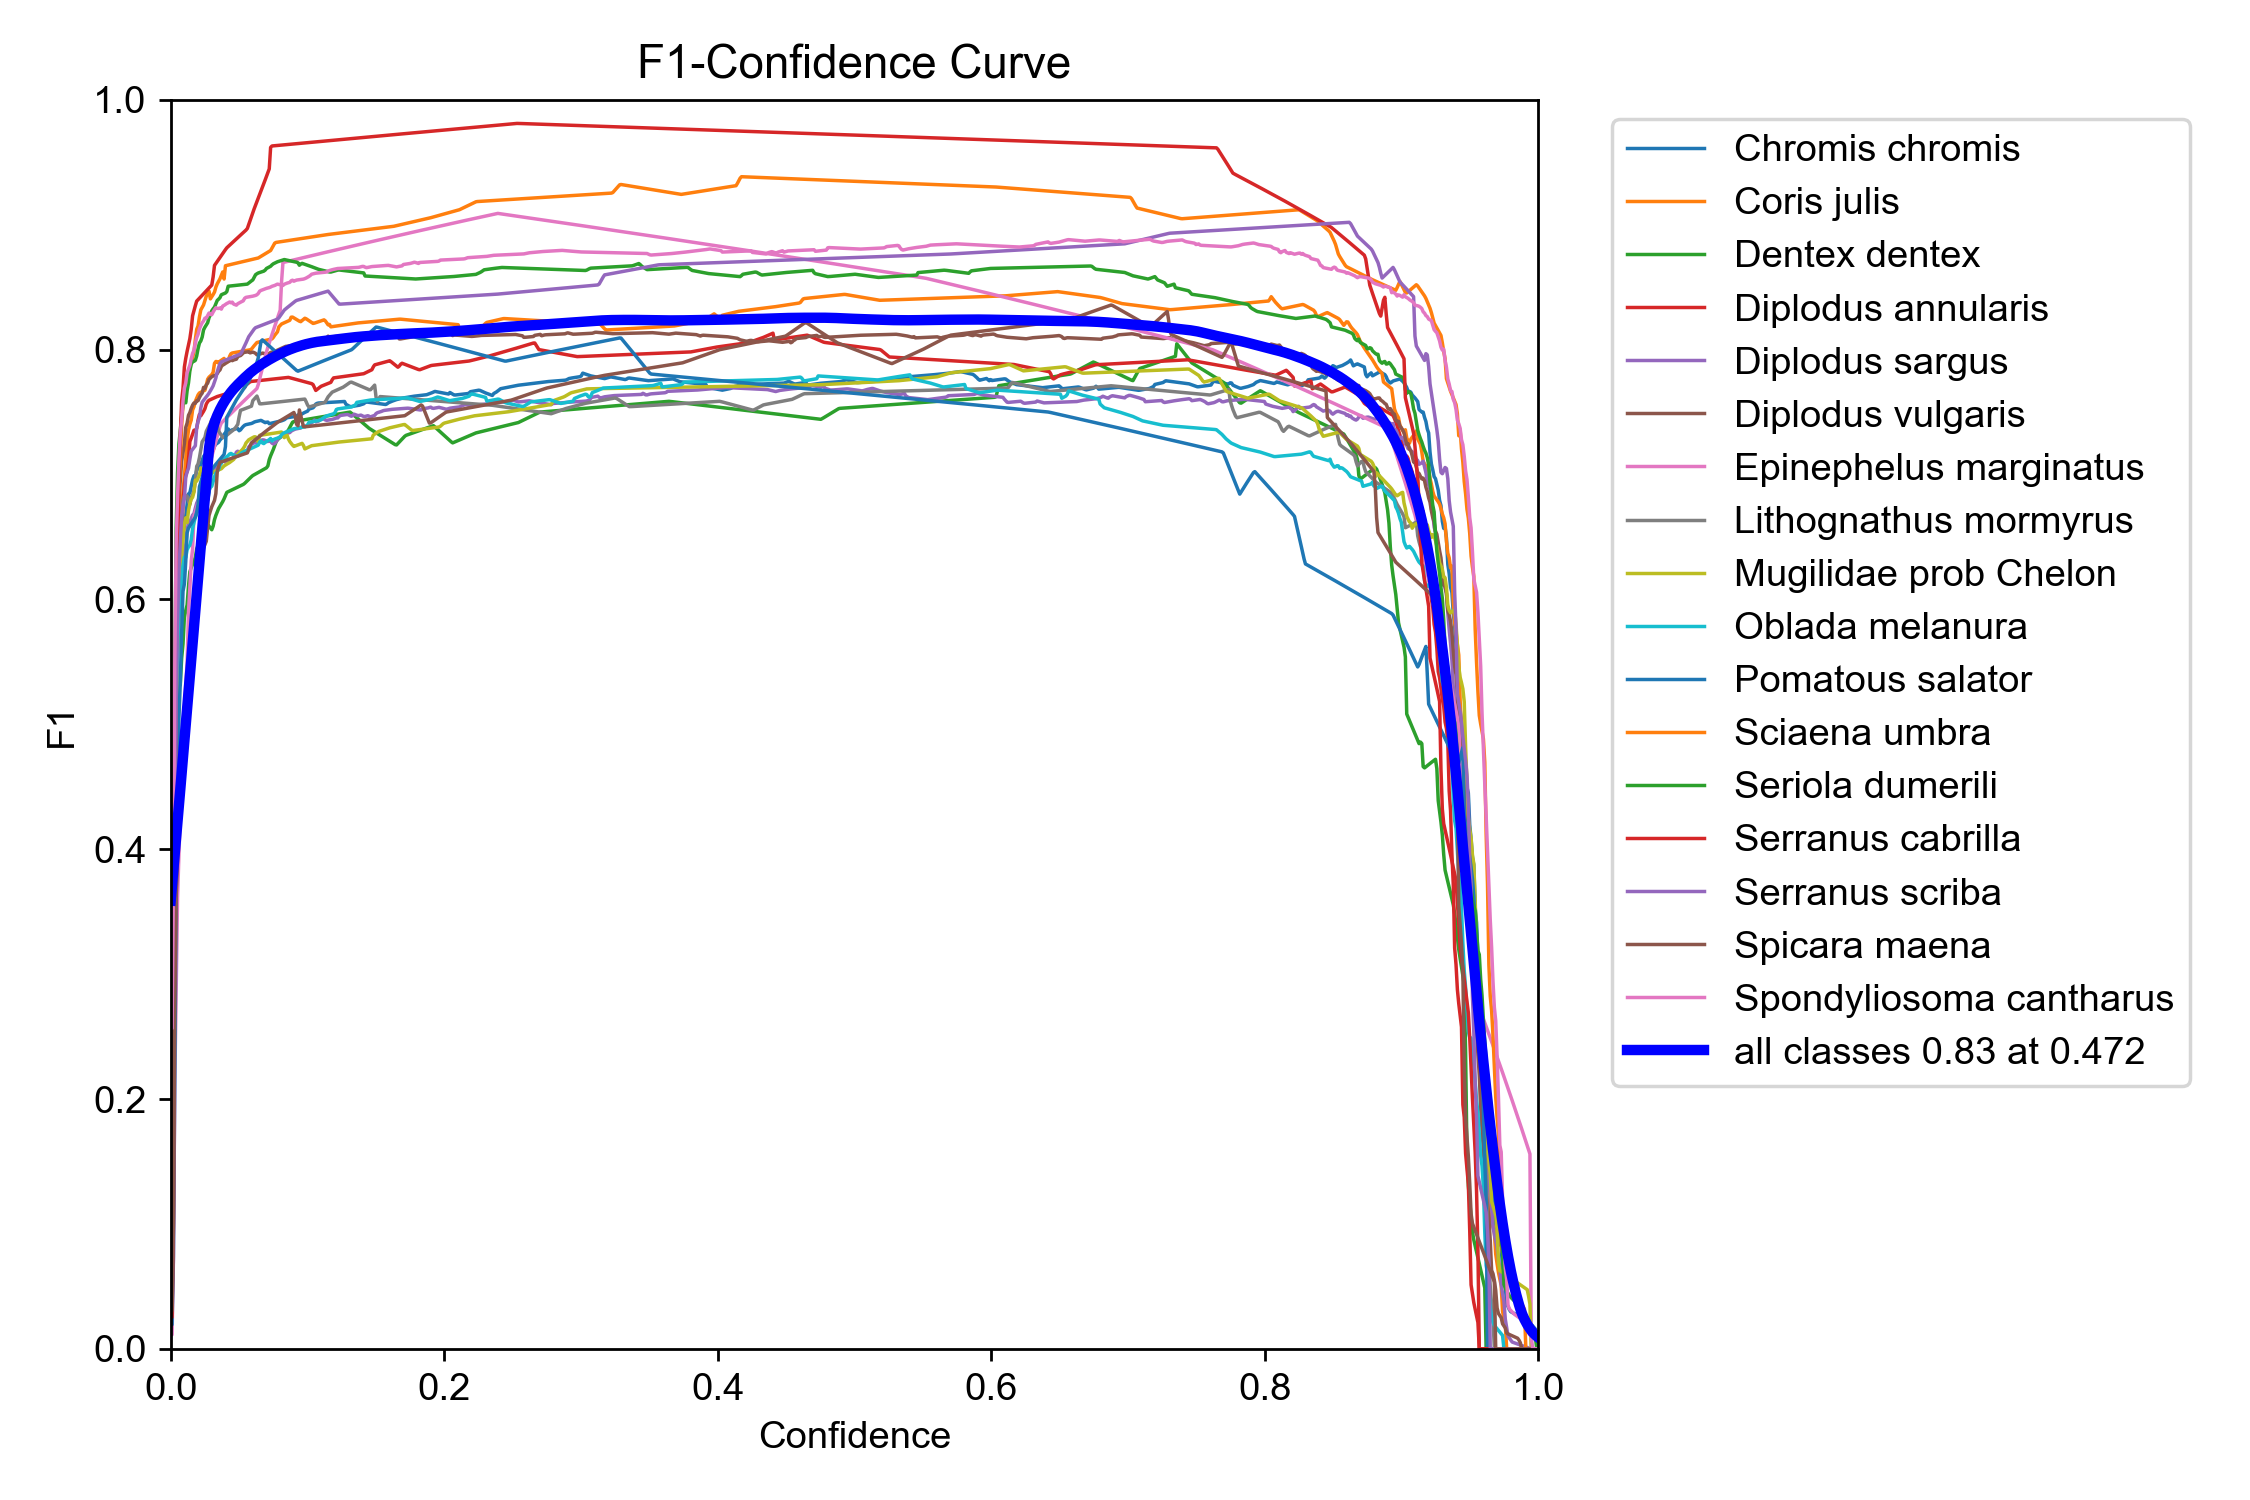 F1-Confidence Curve
1.0
0.8
0.6
0.4
0.2
0.0
F1
0.0 0.2 0.4 0.6 0.8 1.0
Confidence
Chromis chromis
Coris julis
Dentex dentex
Diplodus annularis
Diplodus sargus
Diplodus vulgaris
Epinephelus marginatus
Lithognathus mormyrus
Mugilidae prob Chelon
Oblada melanura
Pomatous salator
Sciaena umbra
Seriola dumerili
Serranus cabrilla
Serranus scriba
Spicara maena
Spondyliosoma cantharus
all classes 0.83 at 0.472